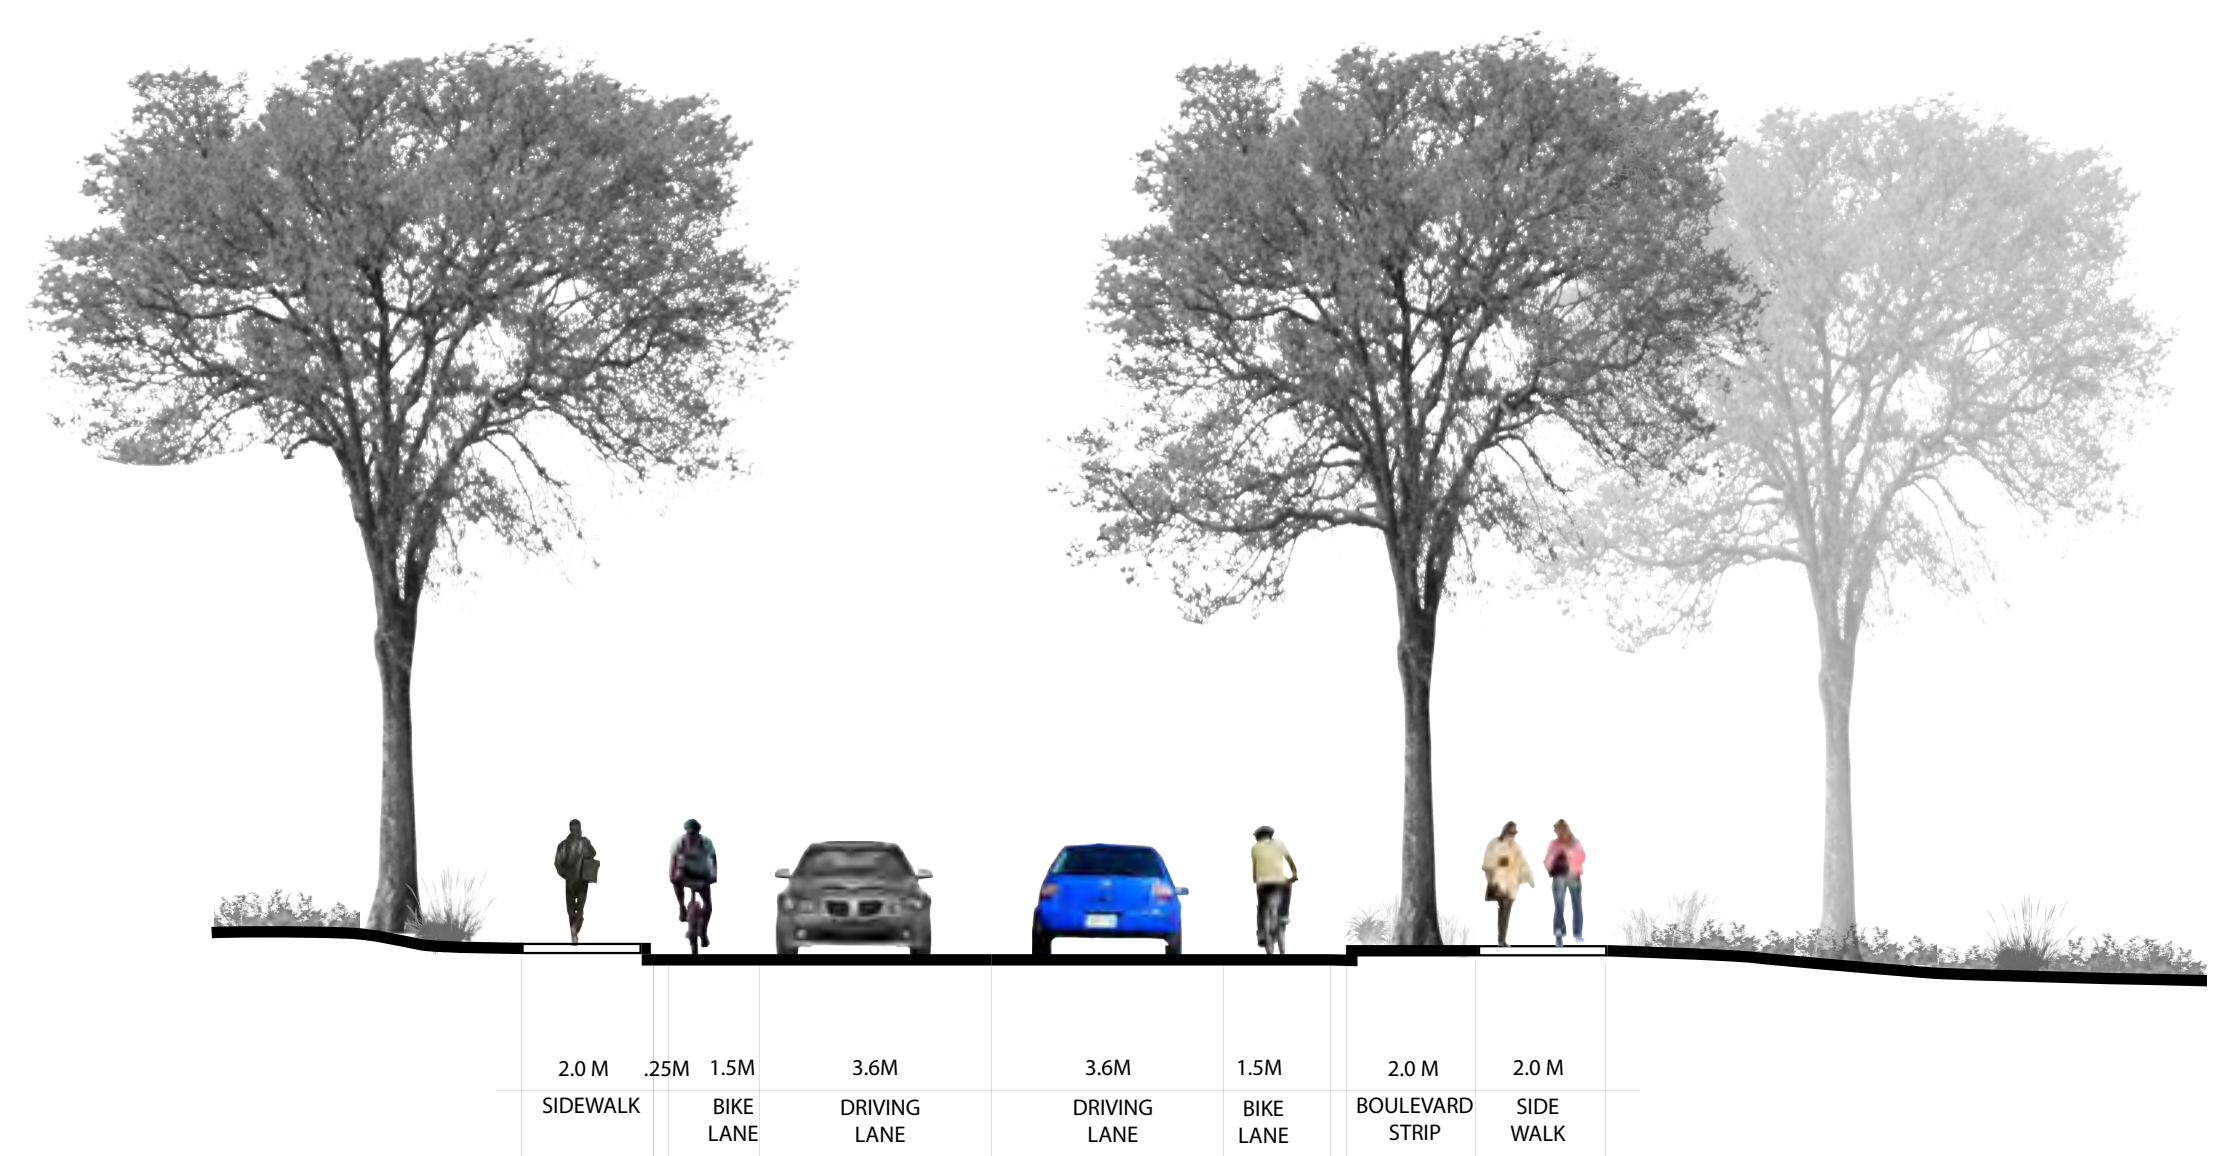 2.0 M
.25M
1.5M
3.6M
3.6M
1.5M
2.0 M
2.0 M
SIDEWALK
BIKE
LANE
DRIVING
LANE
DRIVING
LANE
BIKE
LANE
BOULEVARD
STRIP
SIDE
WALK